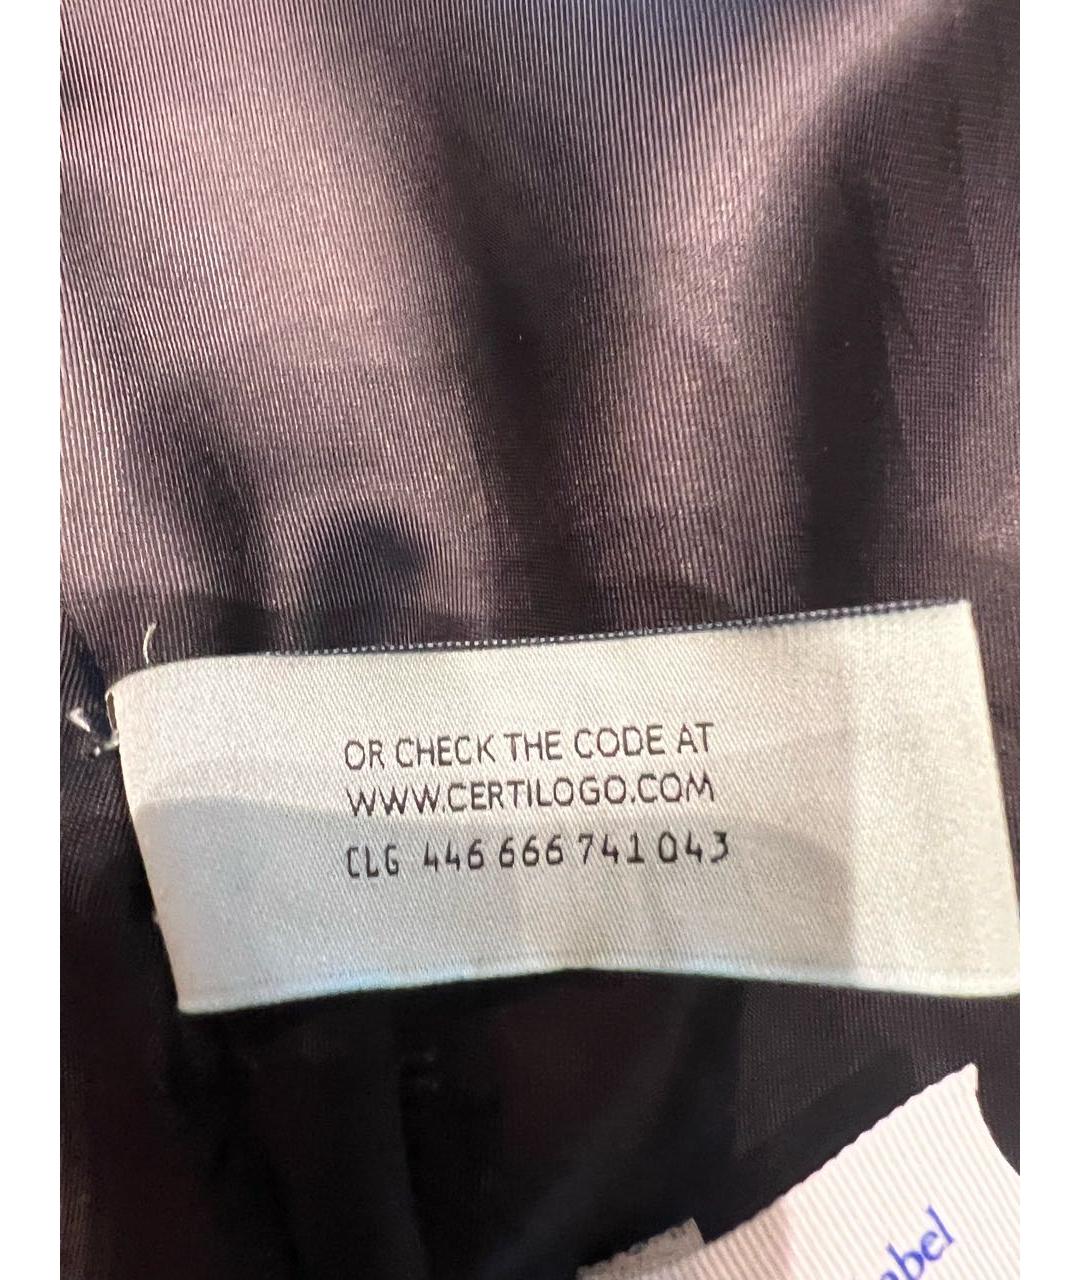 OR CHECK THE CODE AT
WWW.CERTILOGO.COM
CLG 446 666 741 043